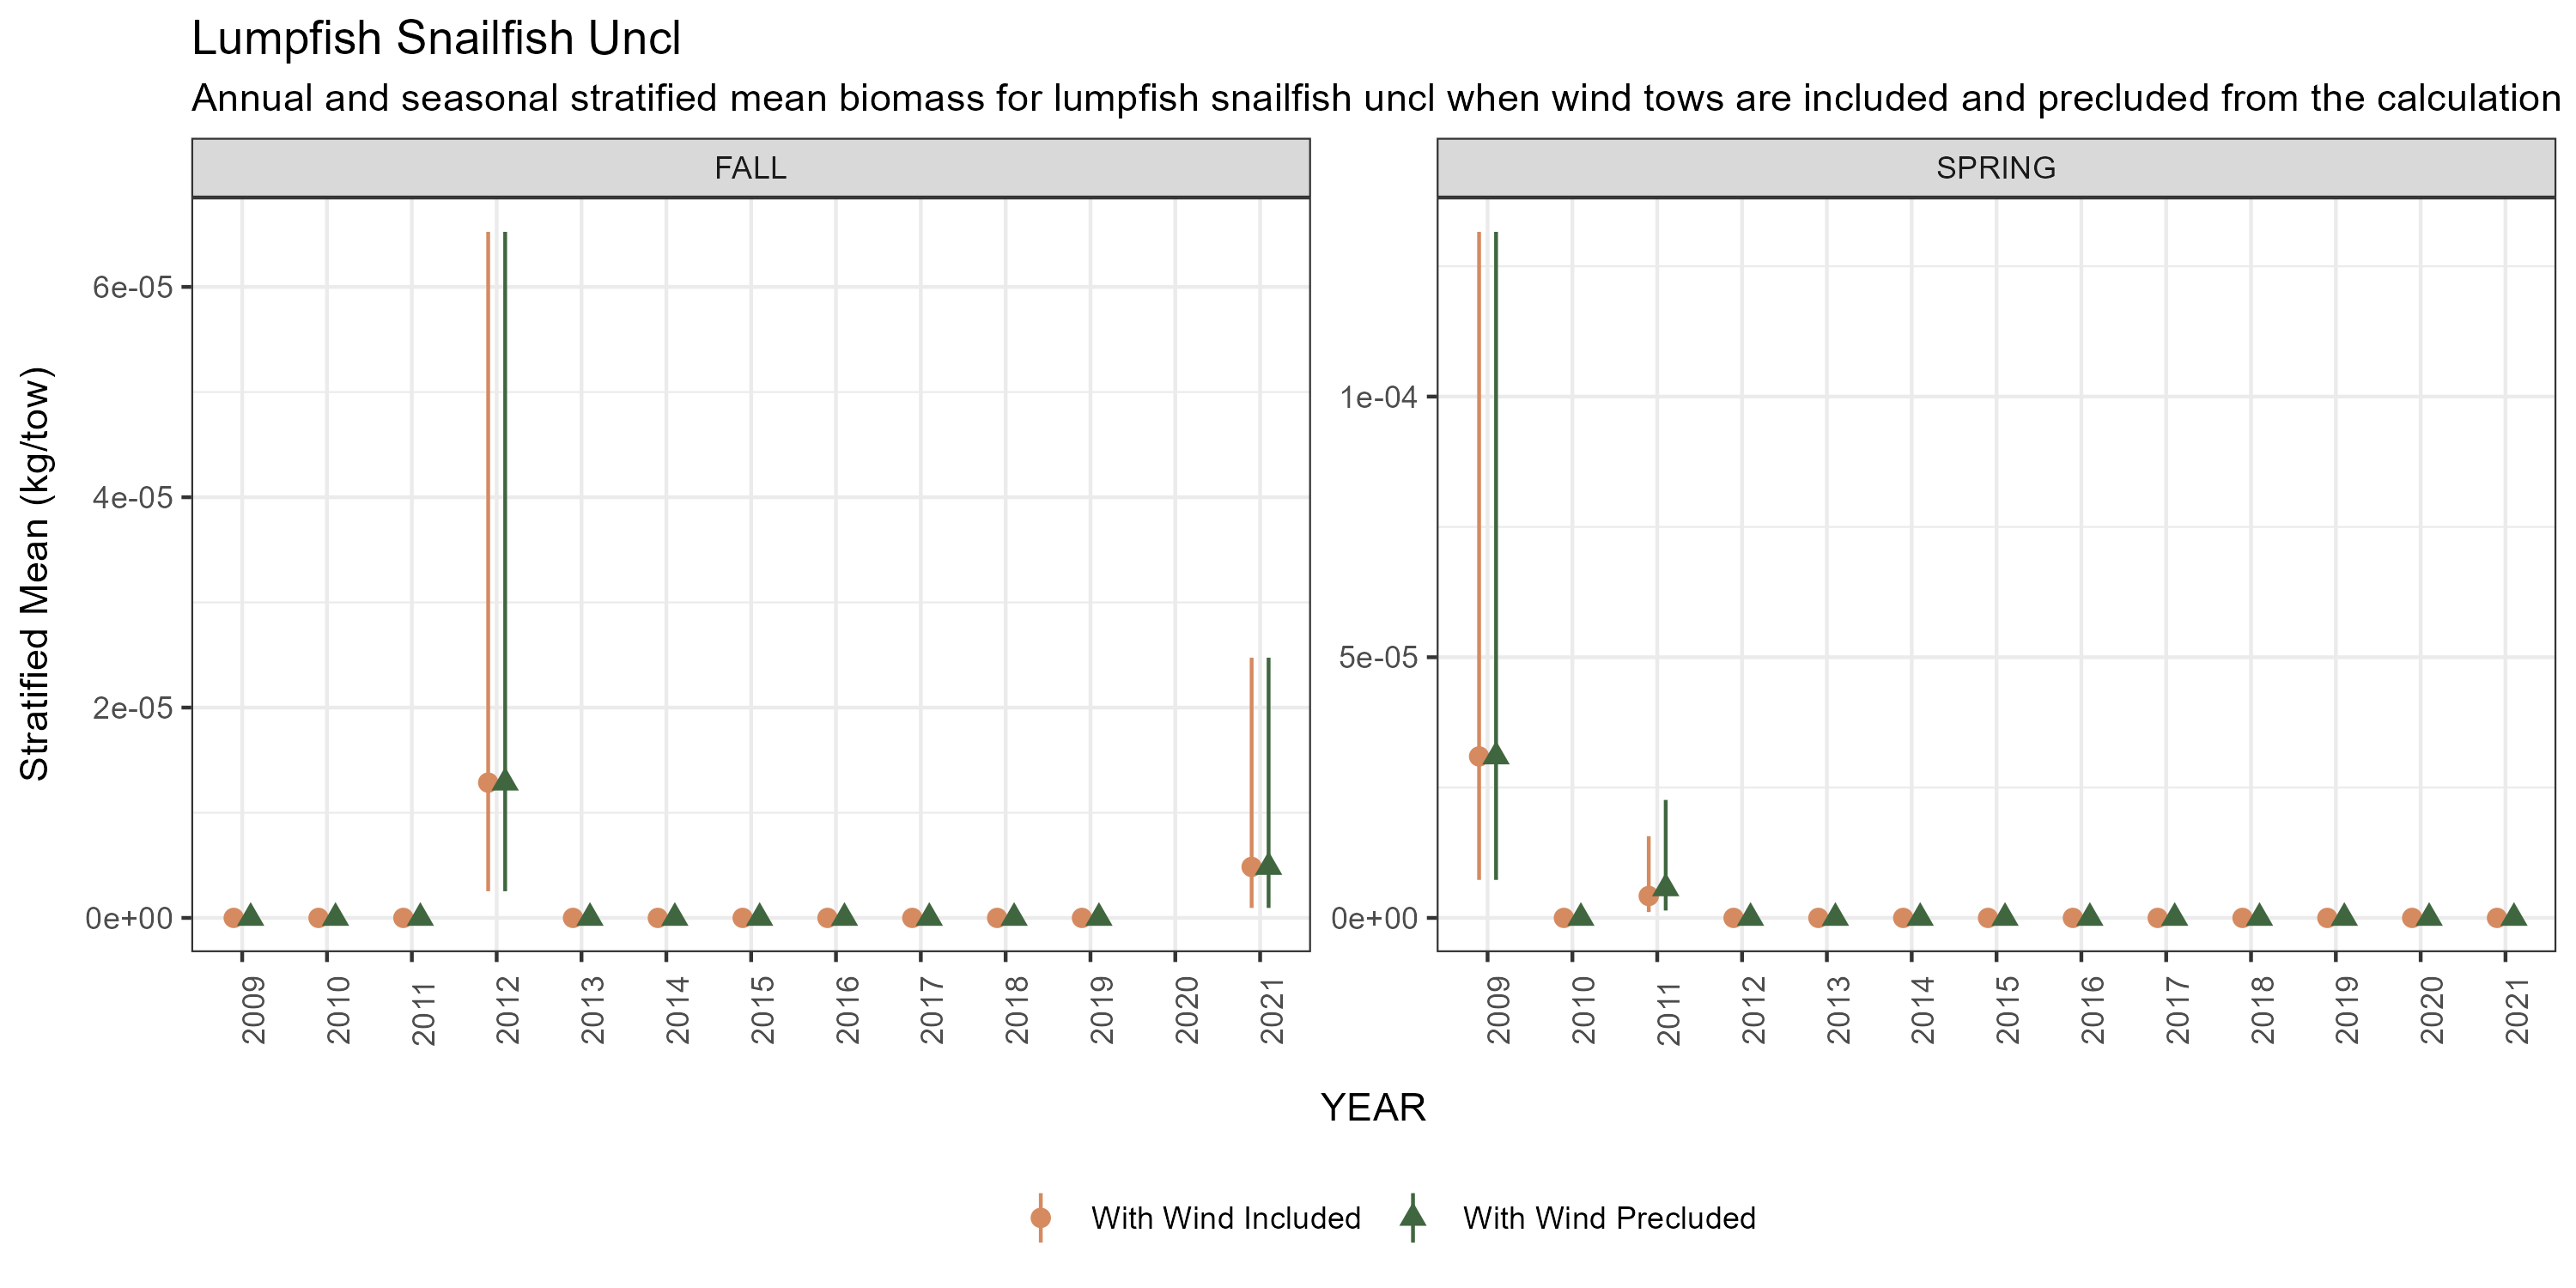 Lumpfish Snailfish Uncl
Annual and seasonal stratified mean biomass for lumpfish snailfish uncl when wind tows are included and precluded from the calculation
FALL
SPRING
Stratified Mean (kg/tow)
6e-05
4e-05
2e-05
0e+00
1e-04
5e-05
0e+00
2009 2010 2011 2012 2013 2014 2015 2016 2017 2018 2019 2020 2021
2009 2010 2011 2012 2013 2014 2015 2016 2017 2018 2019 2020 2021
YEAR
With Wind Included
With Wind Precluded